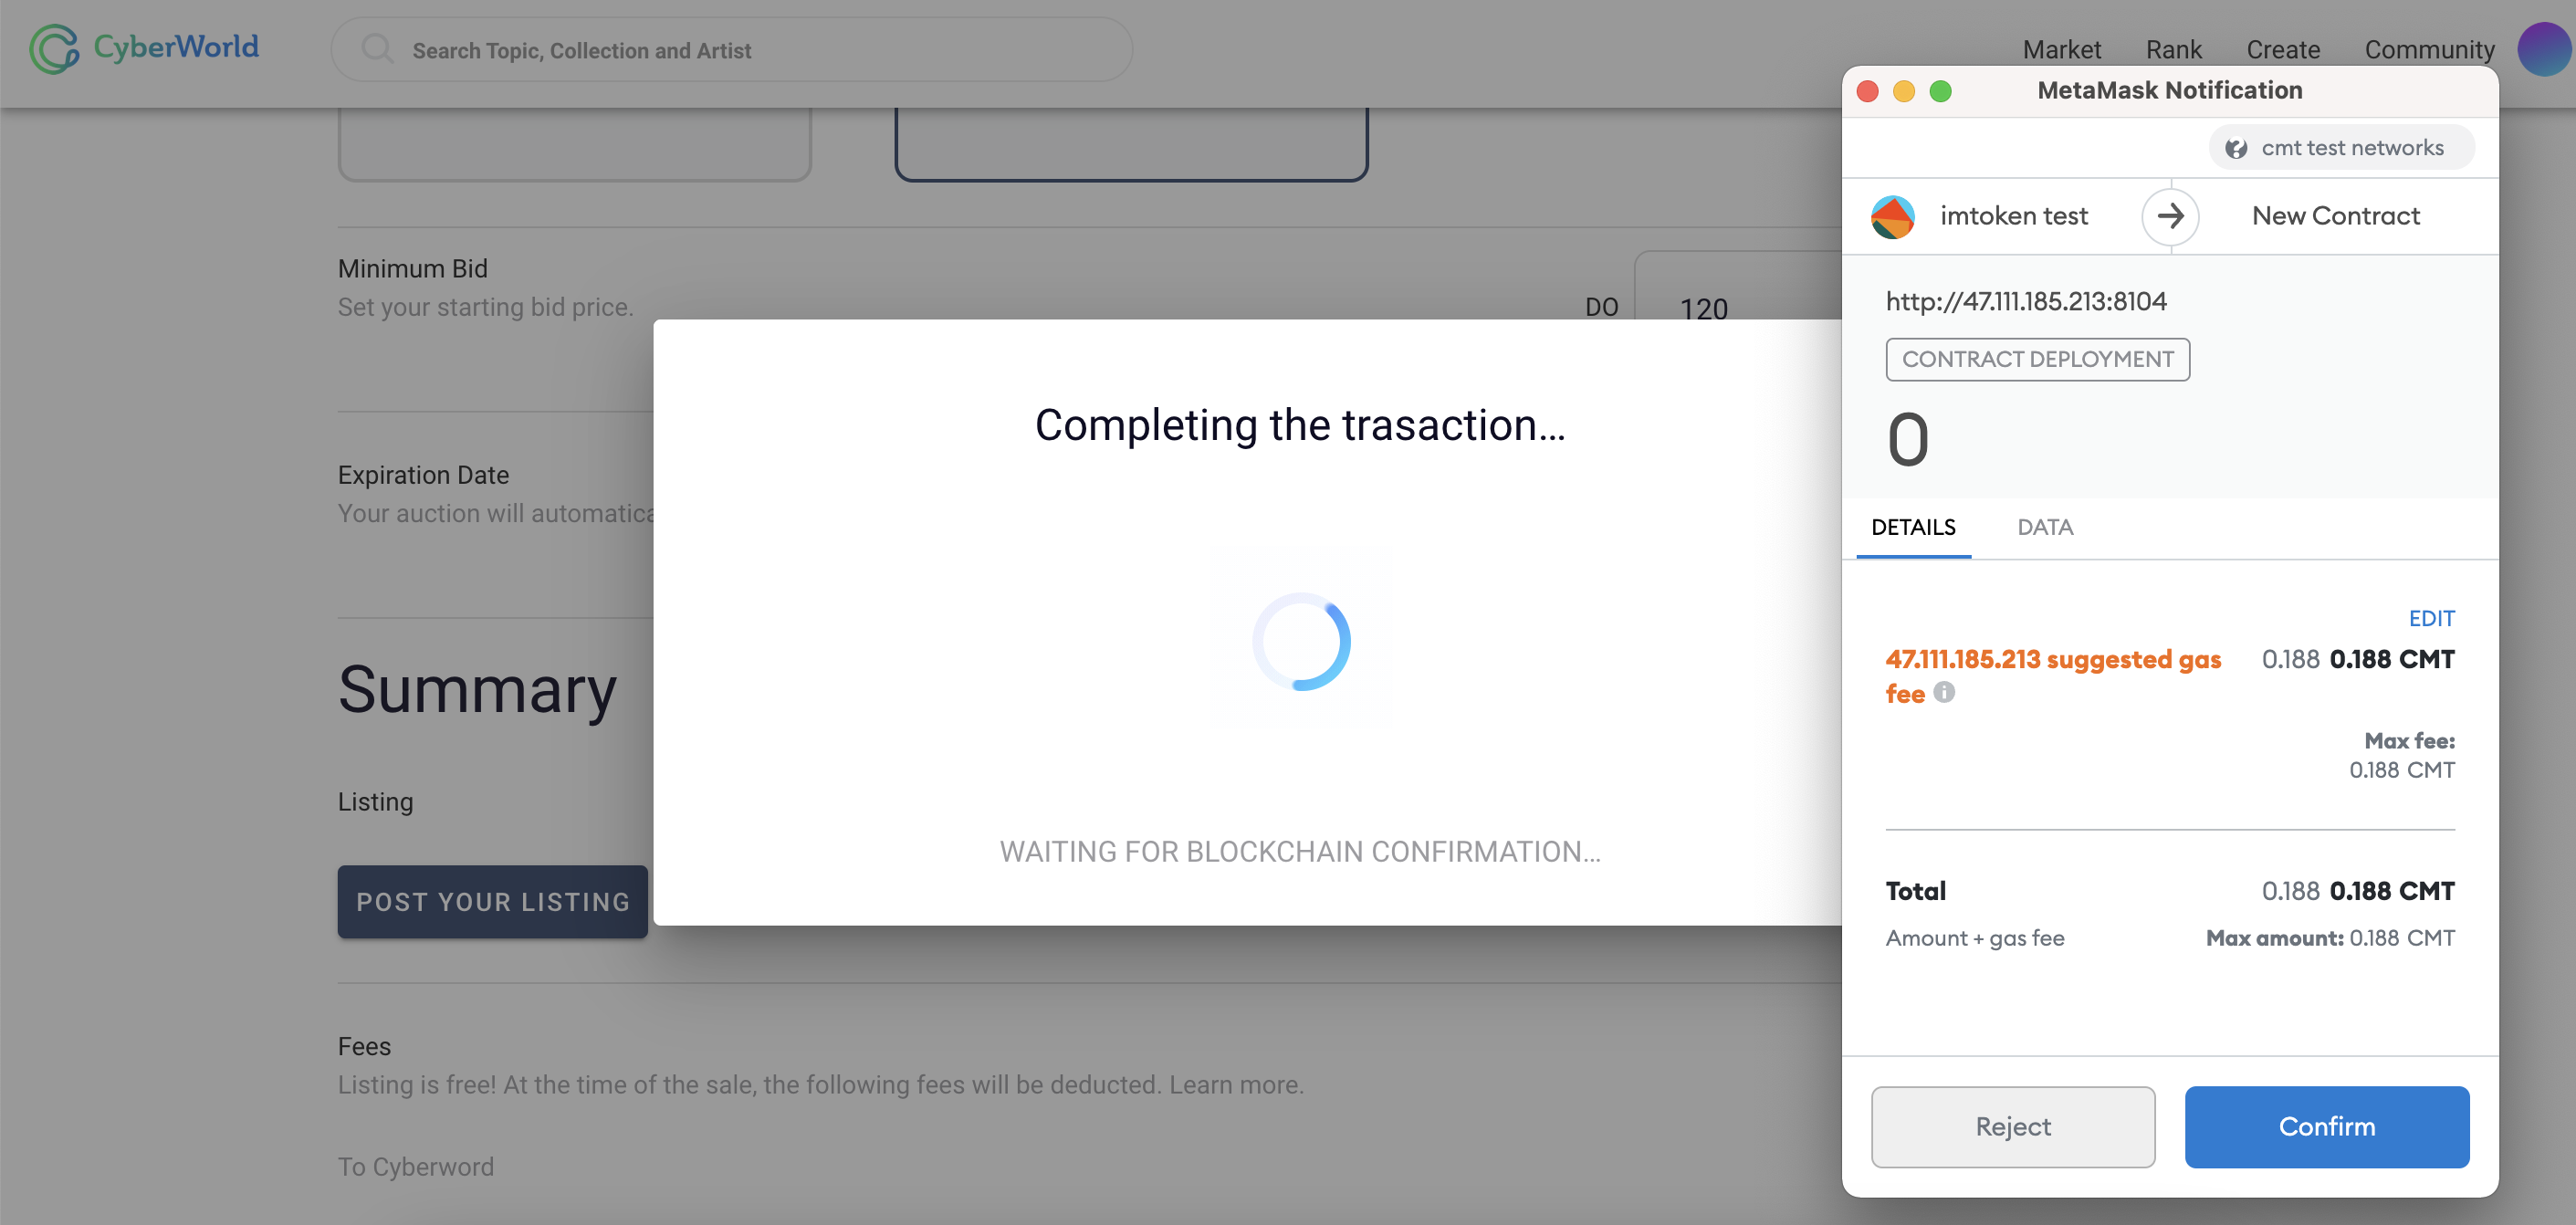 CyberWorld
Search Topic, Collection and Artist
Market Rank Create Community
Minimum Bid
Set your starting bid price.
DO 120
Expiration Date
Your auction will automatica
Summary
Listing
POST YOUR LISTING
Fees
Listing is free! At the time of the sale, the following fees will be deducted. Learn more.
To Cyberword
Completing the trasaction...
WAITING FOR BLOCKCHAIN CONFIRMATION...
MetaMask Notification
cmt test networks
imtoken test New Contract
http://47.111.185.213:8104
CONTRACT DEPLOYMENT
0
DETAILS DATA
EDIT
47.111.185.213 suggested gas 0.188 0.188 CMT
fee
Max fee:
0.188 CMT
Total 0.188 0.188 CMT
Amount + gas fee Max amount: 0.188 CMT
Reject Confirm